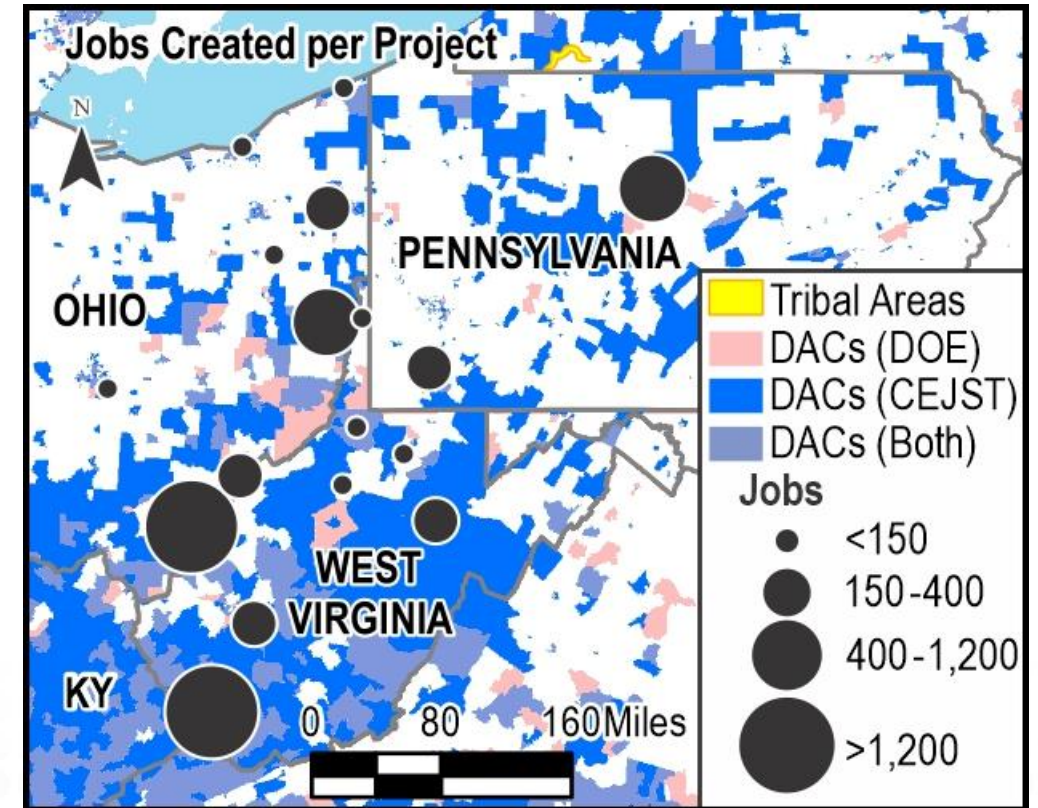 Jobs Created per Project
N
PENNSYLVANIA
OHIO
WEST
VIRGINIA
KY
0 80 160Miles
Tribal Areas
DACs (DOE)
DACs (CEJST)
DACs (Both)
Jobs
<150
150-400
400-1,200
>1,200